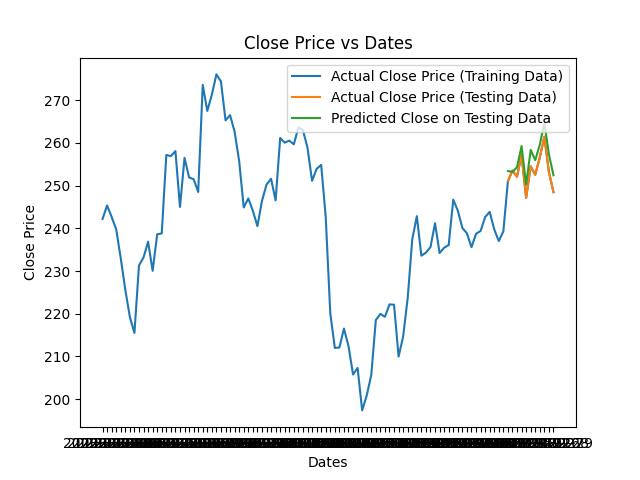 Close Price vs Dates
Actual Close Price (Training Data)
Actual Close Price (Testing Data)
Predicted Close on Testing Data
270
260
250
240
230
220
210
200
Close Price
Dates